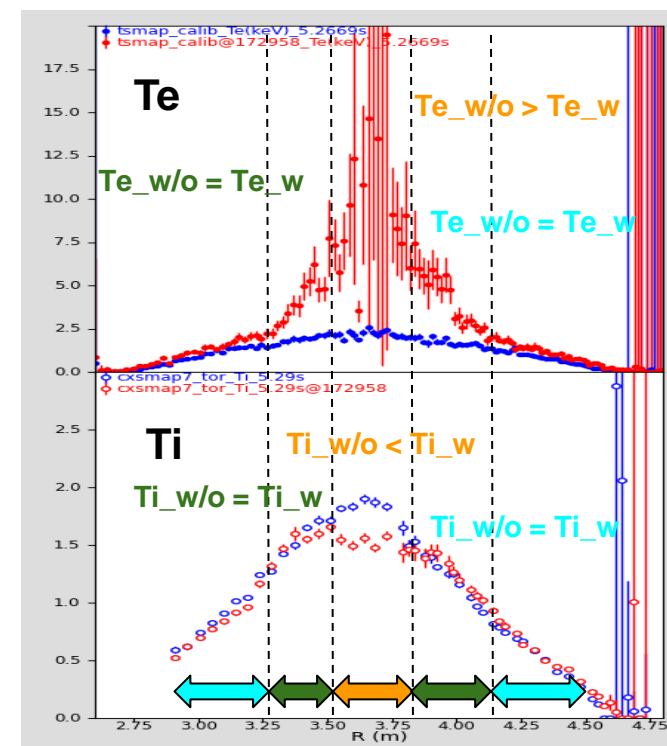 tsmap_calib_Te(keV)_5.2669s
tsmap_calib@172958_Te(keV)_5.2669s
17.5
Te
15.0
Te_w/o > Te_w
12.5
Te_w/o = Te_w
10.0
Te_w/o = Te_w
7.5
5.0
2.5
0.0
cxsmap7_tor_Ti_5.29s
cxsmap7_tor_Ti_5.29s@172958
2.5
Ti
Ti_w/o < Ti_w
2.0
Ti_w/o = Ti_w
Ti_w/o = Ti_w
1.5
1.0
0.5
0.0
2.75 3.00 3.25 3.50 3.75 4.00 4.25 4.50 4.75
R (m)